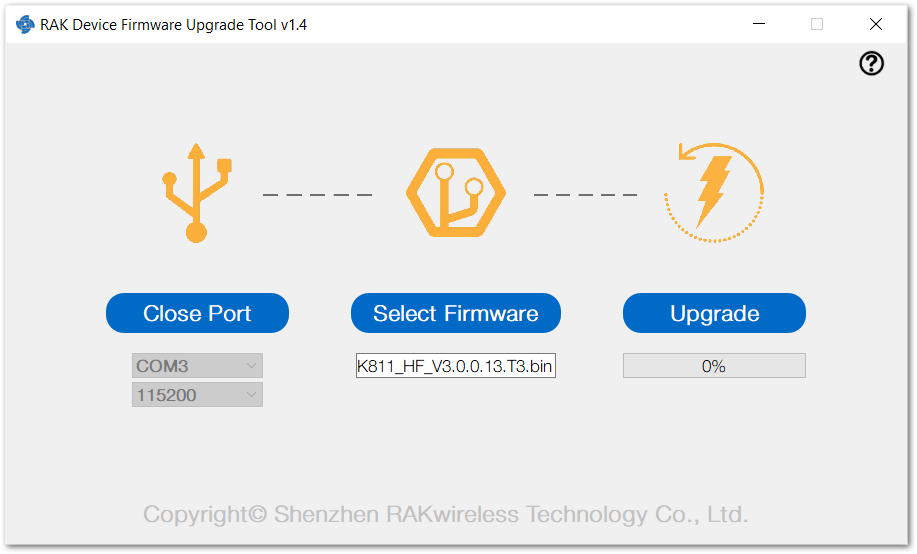 RAK Device Firmware Upgrade Tool v1.4
Close Port
Select Firmware
Upgrade
COM3
K811_HF_V3.0.0.13.T3.bin
0%
115200
Copyright© Shenzhen RAKwireless Technology Co., Ltd.